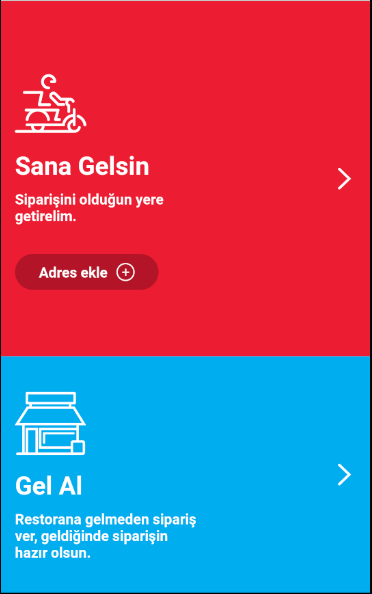 Sana Gelsin
Siparişini olduğun yere
getirelim.
Adres ekle
Gel Al
Restorana gelmeden sipariş
ver, geldiğinde siparişin
hazır olsun.